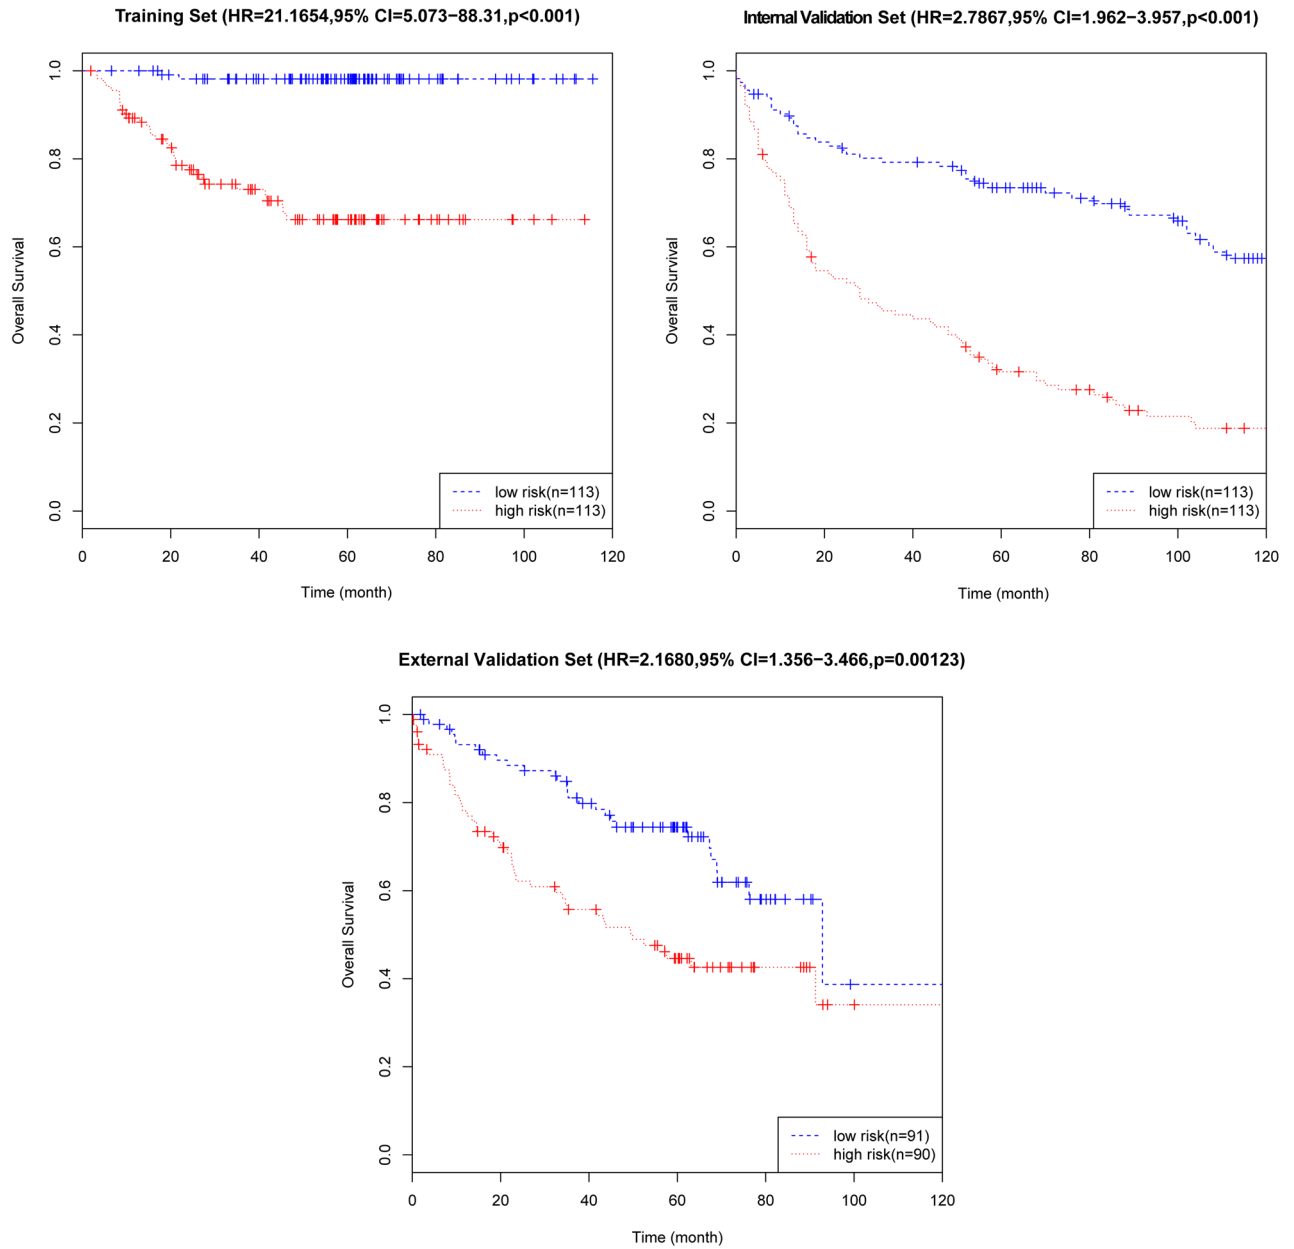 Training Set (HR=21.1654,95% CI=5.073−88.31,p<0.001)
Overall Survival
1.0
0.8
0.6
0.4
0.2
0.0
low risk(n=113)
high risk(n=113)
0 20 40 60 80 100 120
Time (month)
Internal Validation Set (HR=2.7867,95% CI=1.962−3.957,p<0.001)
Overall Survival
1.0
0.8
0.6
0.4
0.2
0.0
low risk(n=113)
high risk(n=113)
0 20 40 60 80 100 120
Time (month)
External Validation Set (HR=2.1680,95% CI=1.356−3.466,p=0.00123)
Overall Survival
1.0
0.8
0.6
0.4
0.2
0.0
low risk(n=91)
high risk(n=90)
0 20 40 60 80 100 120
Time (month)